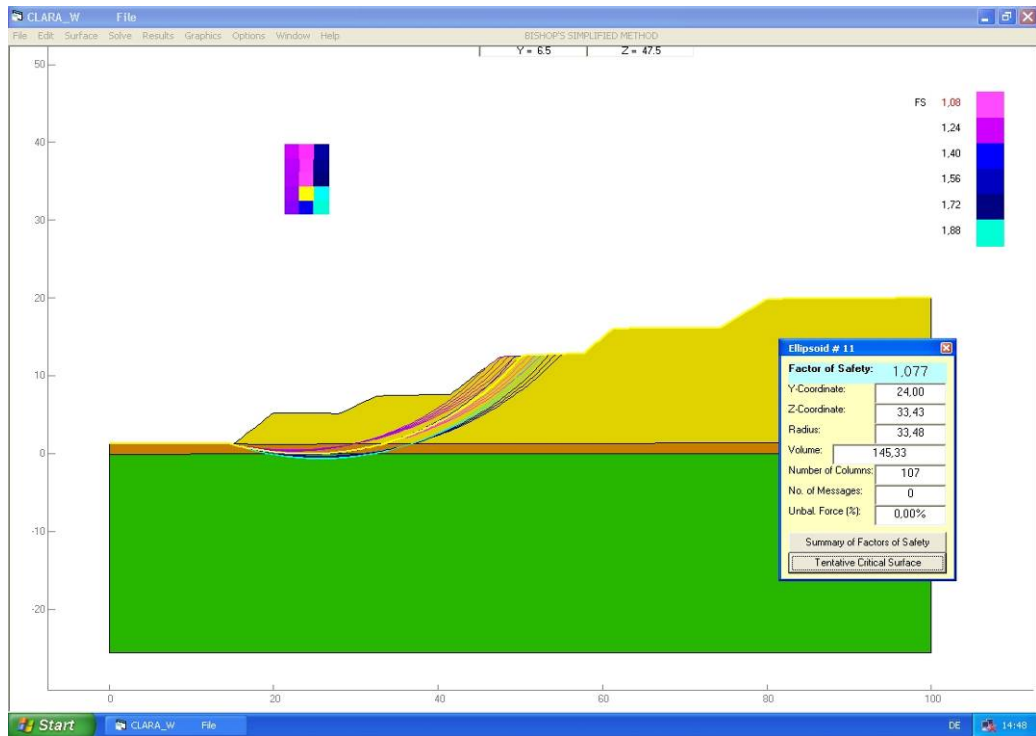 CLARA_W File
File Edit Surface Solve Results Graphics Options Window Help BISHOP'S SIMPLIFIED METHOD
Y = 6.5 Z = 47.5
50
40
30
20
10
0
-10
-20
0 20 40 60 80 100
FS 1,08
1,24
1,40
1,56
1,72
1,88
Ellipsoid # 11
Factor of Safety: 1,077
Y-Coordinate: 24,00
Z-Coordinate: 33,43
Radius: 33,48
Volume: 145,33
Number of Columns: 107
No. of Messages: 0
Unbal. Force (%): 0,00%
Summary of Factors of Safety
Tentative Critical Surface
Start CLARA_W File DE 14:48